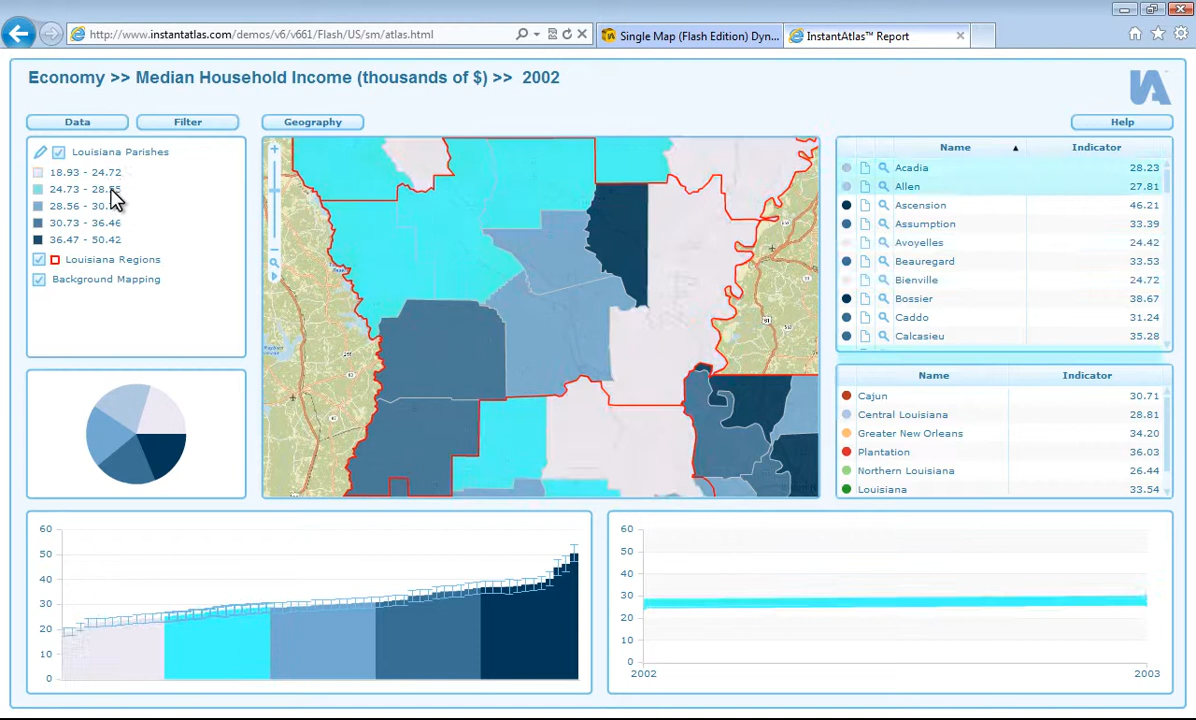 http://www.instantatlas.com/demos/v6/v661/Flash/US/sm/atlas.html
Single Map (Flash Edition) Dyn...
InstantAtlas™ Report
Economy >> Median Household Income (thousands of $) >> 2002
Data
Filter
Geography
Help
Louisiana Parishes
18.93 - 24.72
24.73 - 28.55
28.56 - 30.
30.73 - 36.46
36.47 - 50.42
Louisiana Regions
Background Mapping
Name Indicator
Acadia 28.23
Allen 27.81
Ascension 46.21
Assumption 33.39
Avoyelles 24.42
Beauregard 33.53
Bienville 24.72
Bossier 38.67
Caddo 31.24
Calcasieu 35.28
Name Indicator
Cajun 30.71
Central Louisiana 28.81
Greater New Orleans 34.20
Plantation 36.03
Northern Louisiana 26.44
Louisiana 33.54
60
50
40
30
20
10
0
60
50
40
30
20
10
0
2002 2003